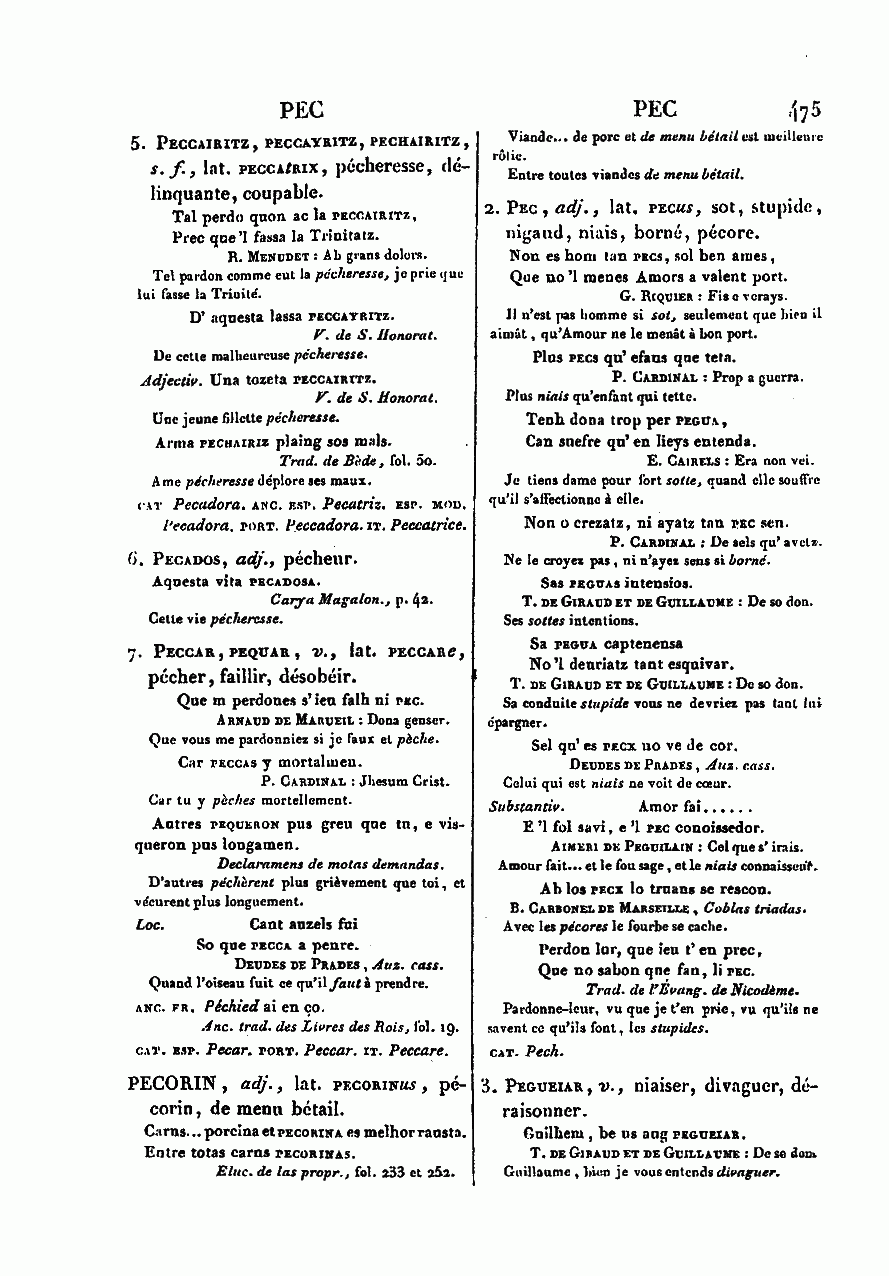 PEC
PEC 475
5. PECCAIRITZ, PECCAYRITZ, PECHAIRITZ,
s. f., lat. PECCATRIX, pécheresse, dé-
linquante, coupable.
Tal perdo quon ac la PECCAIRITZ,
Prec que 'l fassa la Trinitatz.
R. MENUDET : Ab grans dolors.
Tel pardon comme eut la pécheresse, je prie que
lui fasse la Trinité.
D' aquesta lassa PECCAYRITZ.
V. de S. Honorat.
De cette malheureuse pécheresse.
Adjectiv. Una tozeta PECCAIRITZ.
V. de S. Honorat.
Une jeune fillette pécheresse.
Arma PECHAIRIZ plaing sos mals.
Trad. de Bède, fol. 50.
Ame pécheresse déplore ses maux.
CAT Pecadora. ANC. ESP. Pecatriz. ESP. MOD.
Pecadora. PORT. Peccadora. IT. Peccatrice.
6. PECADOS, adj., pécheur.
Aquesta vita PECADOSA.
Carya Magalon., p. 42.
Cette vie pécheresse.
7. PECCAR, PEQUAR, v., lat. PECCARE,
pécher, faillir, désobéir.
Que m perdones s'ieu falh ni PEC.
ARNAUD DE MARUEIL : Dona genser.
Que vous me pardonniez si je faux et pèche.
Car PECCAS y mortalmen.
P. CARDINAL : Jhesum Crist.
Car tu y pèches mortellement.
Autres PEQUERON pus greu que tu, e vis-
queron pus longamen.
Declaramens de motas demandas.
D'autres péchèrent plus grièvement que toi, et
vécurent plus longuement.
Loc. Cant auzels fui
So que PECCA a penre.
DEUDES DE PRADES, Auz. cass.
Quand l'oiseau fuit ce qu'il faut à prendre.
ANC. FR. Péchied ai en ço.
Anc. trad. des Livres des Rois, fol. 19.
CAT. ESP. Pecar. PORT. Peccar. IT. Peccare.
PECORIN, adj., lat. PECORINUS, pé-
corin, de menu bétail.
Carns... porcina et PECORINA es melhor rausta.
Entre totas carns PECORINAS.
Eluc. de las propr., fol. 233 et 252.
Viande... de porc et de menu bétail est meilleure
rôtie.
Entre toutes viandes de menu bétail.
2. PEC, adj., lat. PECUS, sot, stupide,
nigaud, niais, borné, pécore.
Non es hom tan PECS, sol ben ames,
Que no 'l menes Amors a valent port.
G. RIQUIER : Fis e verays.
Il n'est pas homme si sot, seulement que bien il
aimât, qu'Amour ne le menât à bon port.
Plus PECS qu' efans que teta.
P. CARDINAL : Prop a guerra.
Plus niais qu'enfant qui tette.
Tenh dona trop per PEGUA,
Can suefre qu' en lieys entenda.
E. CAIRELS : Era non vei.
Je tiens dame pour fort sotte, quand elle souffre
qu'il s'affectionne à elle.
Non o crezatz, ni ayatz tan PEC sen.
P. CARDINAL : De sels qu' avetz.
Ne le croyez pas, ni n'ayez sens si borné.
Sas PEGUAS intensios.
T. DE GIRAUD ET DE GUILLAUME : De so don.
Ses sottes intentions.
Sa PEGUA captenensa
No 'l deuriatz tant esquivar.
T. DE GIRAUD ET DE GUILLAUME : De so don.
Sa conduite stupide vous ne devriez pas tant lui
épargner.
Sel qu' es PECX no ve de cor.
DEUDES DE PRADES, Auz. cass.
Celui qui est niais ne voit de cœur.
Substantiv. Amor fai......
E 'l fol savi, e 'l PEC conoissedor.
AIMERI DE PEGUILAIN : Cel que s' irais.
Amour fait... et le fou sage, et le niais connaisseur.
Ab los PECX lo truans se rescon.
B. CARBONEL DE MARSEILLE, Coblas triadas.
Avec les pécores le fourbe se cache.
Perdon lur, que ieu t' en prec,
Que no sabon que fan, li PEC.
Trad. de l'Évang. de Nicodème.
Pardonne-leur, vu que je t'en prie, vu qu'ils ne
savent ce qu'ils font, les stupides.
CAT. Pech.
3. PEGUEIAR, v., niaiser, divaguer, dé-
raisonner.
Guilhem, be us aug PEGUEIAR.
T. DE GIRAUD ET DE GUILLAUME : De so don.
Guillaume, bien je vous entends divaguer.